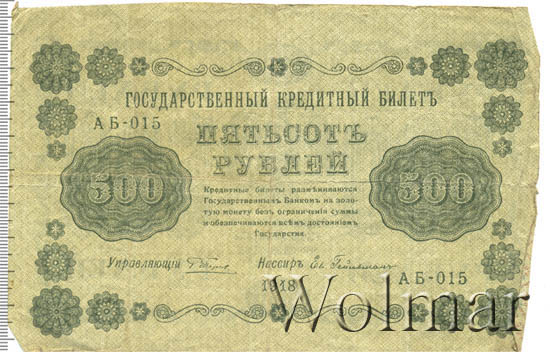 ГОСУДАРСТВЕННЫЙ КРЕДИТНЫЙ БИЛЕТЪ
АБ-015
ПЯТЬСОТЪ
РУБЛЕЙ
500
500
Кредитные билеты размѣниваются
Государственнымъ Банкомъ на золо-
тую монету безъ ограниченія суммы
и обезпечиваются всѣмъ достояніемъ
Государства.
Управляющій
Кассиръ
1918
АБ-015
Wolmar